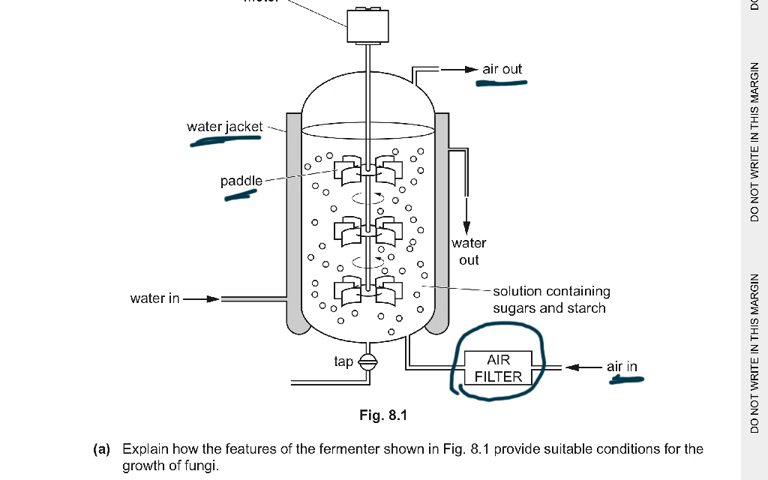 air out
water jacket
paddle
water
out
water in
solution containing
sugars and starch
tap
AIR
FILTER
air in
Fig. 8.1
(a) Explain how the features of the fermenter shown in Fig. 8.1 provide suitable conditions for the
growth of fungi.
DO NOT WRITE IN THIS MARGIN
DO NOT WRITE IN THIS MARGIN